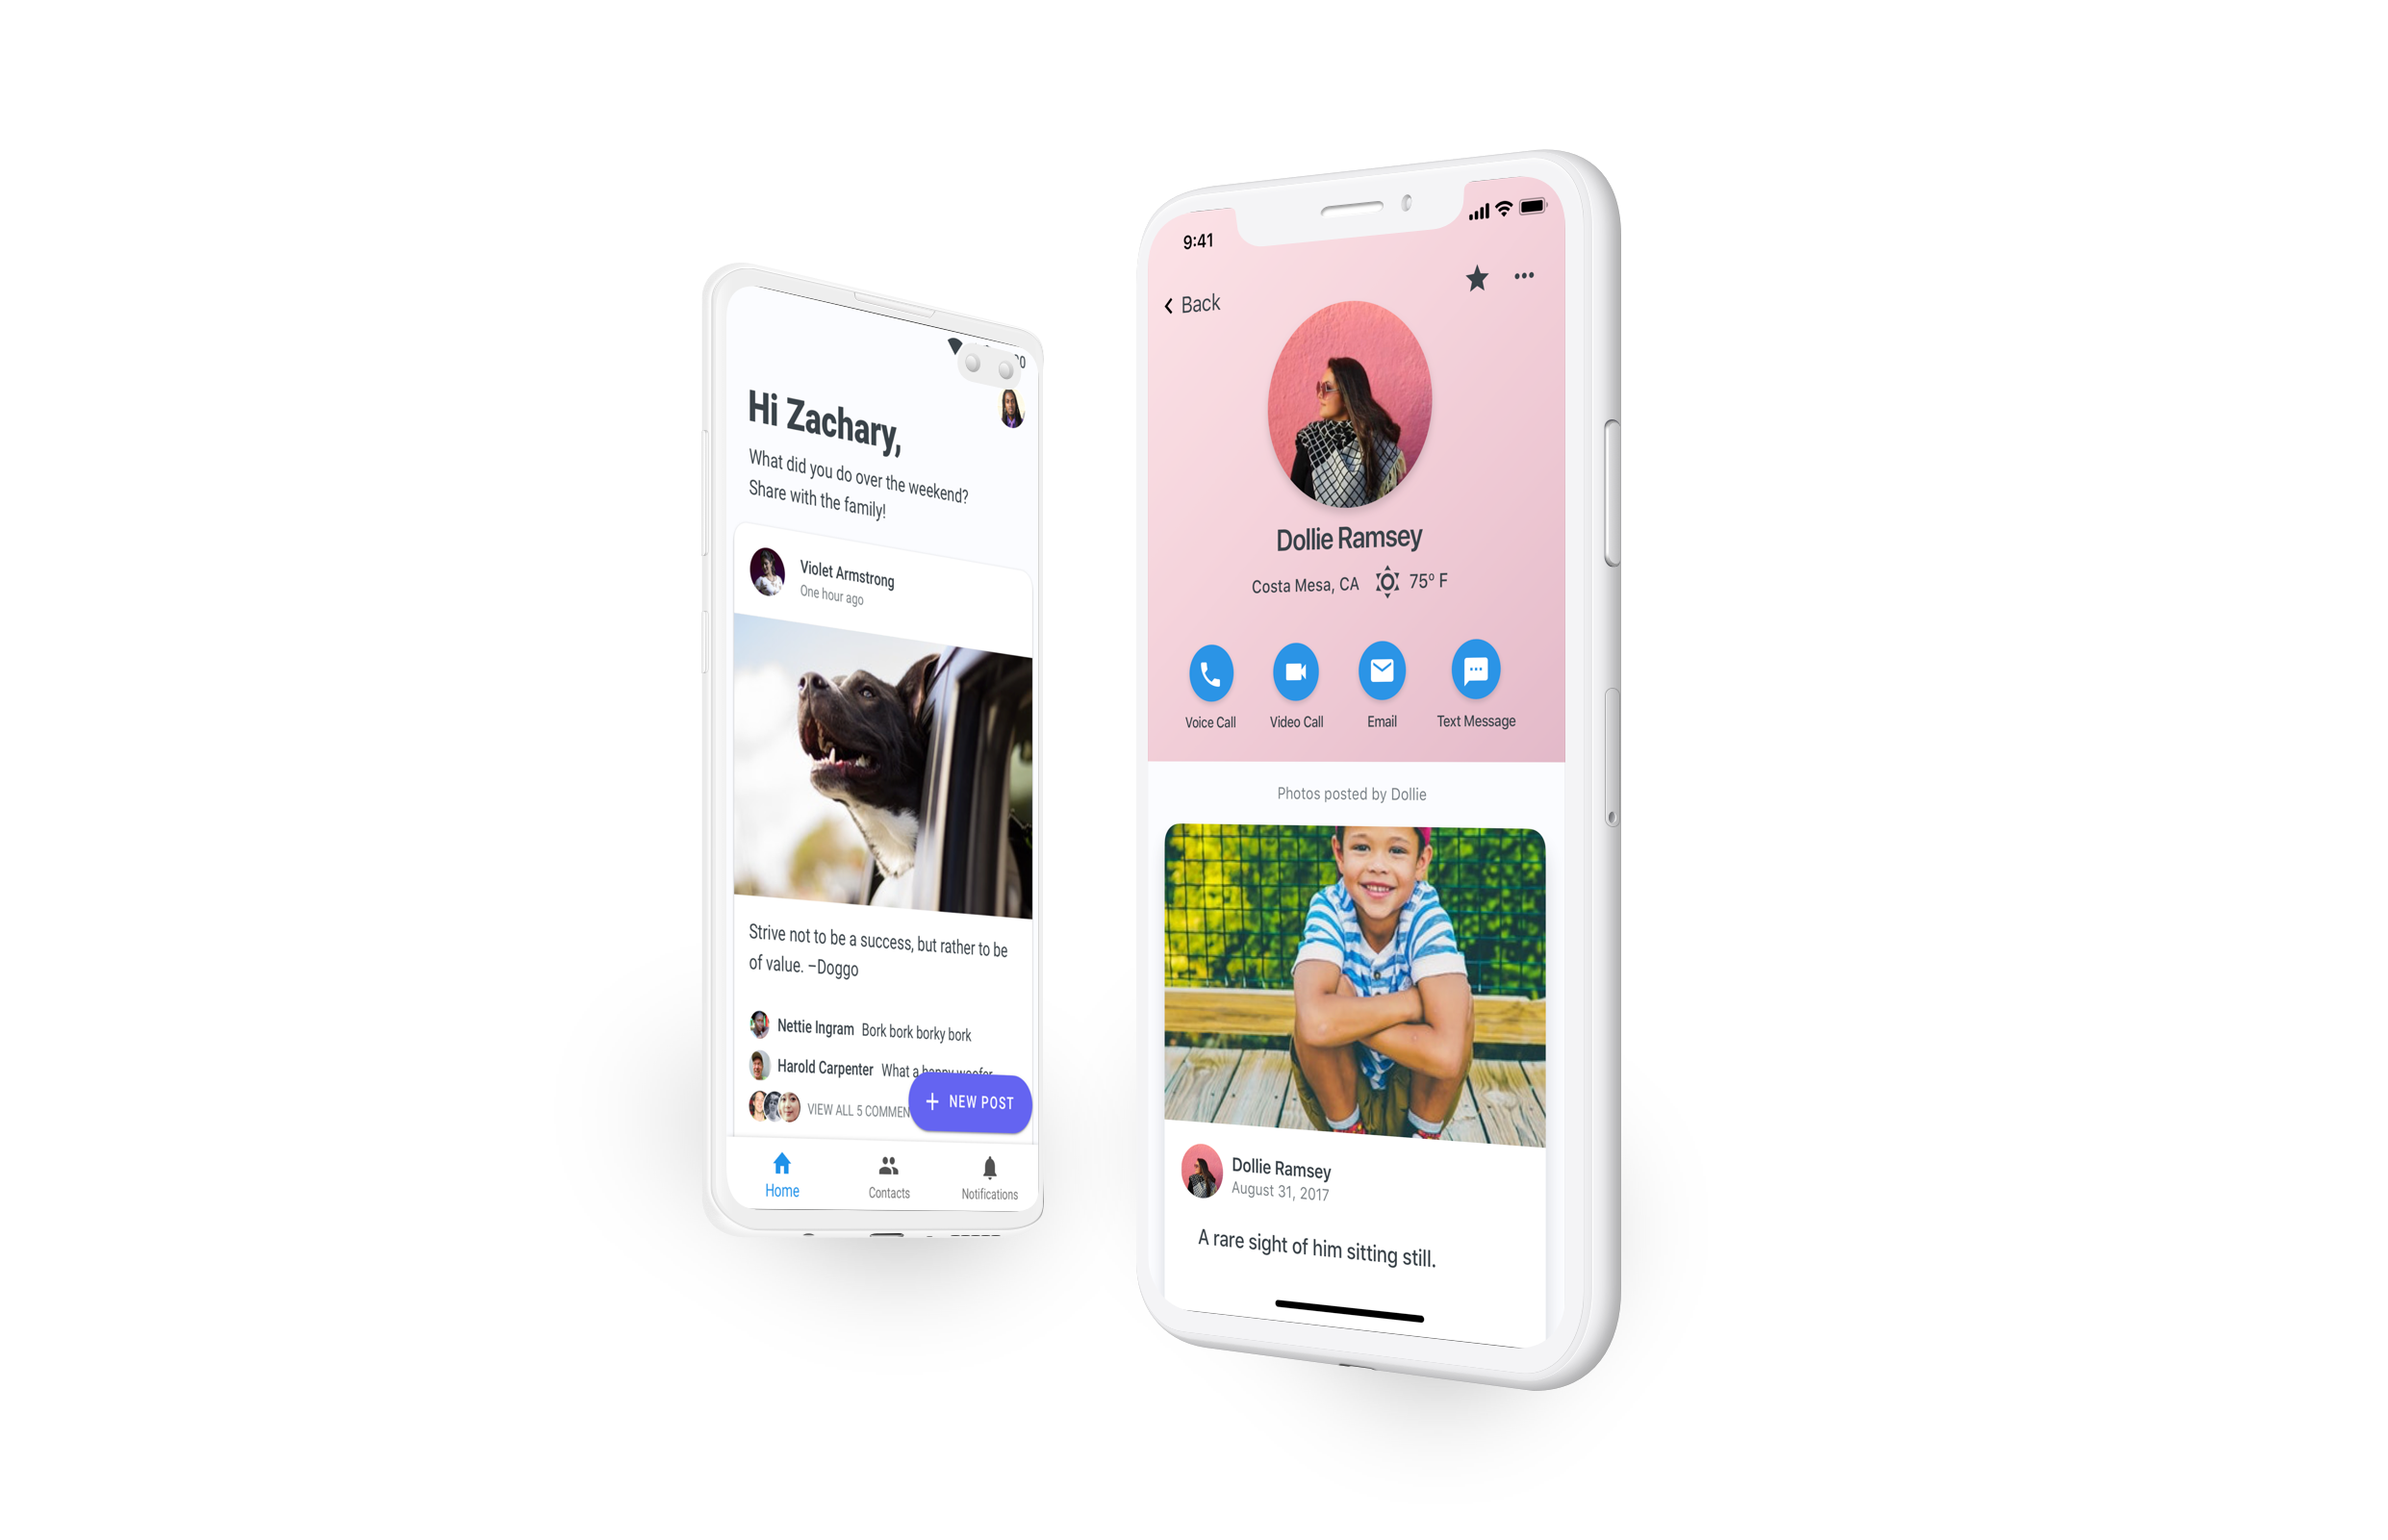 Hi Zachary,
What did you do over the weekend?
Share with the family!
Violet Armstrong
One hour ago
Strive not to be a success, but rather to be
of value. –Doggo
Nettie Ingram Bork bork borky bork
Harold Carpenter What a happy woofer
VIEW ALL 5 COMMEN
+ NEW POST
Home
Contacts
Notifications
9:41
Back
Dollie Ramsey
Costa Mesa, CA 75º F
Voice Call
Video Call
Email
Text Message
Photos posted by Dollie
Dollie Ramsey
August 31, 2017
A rare sight of him sitting still.